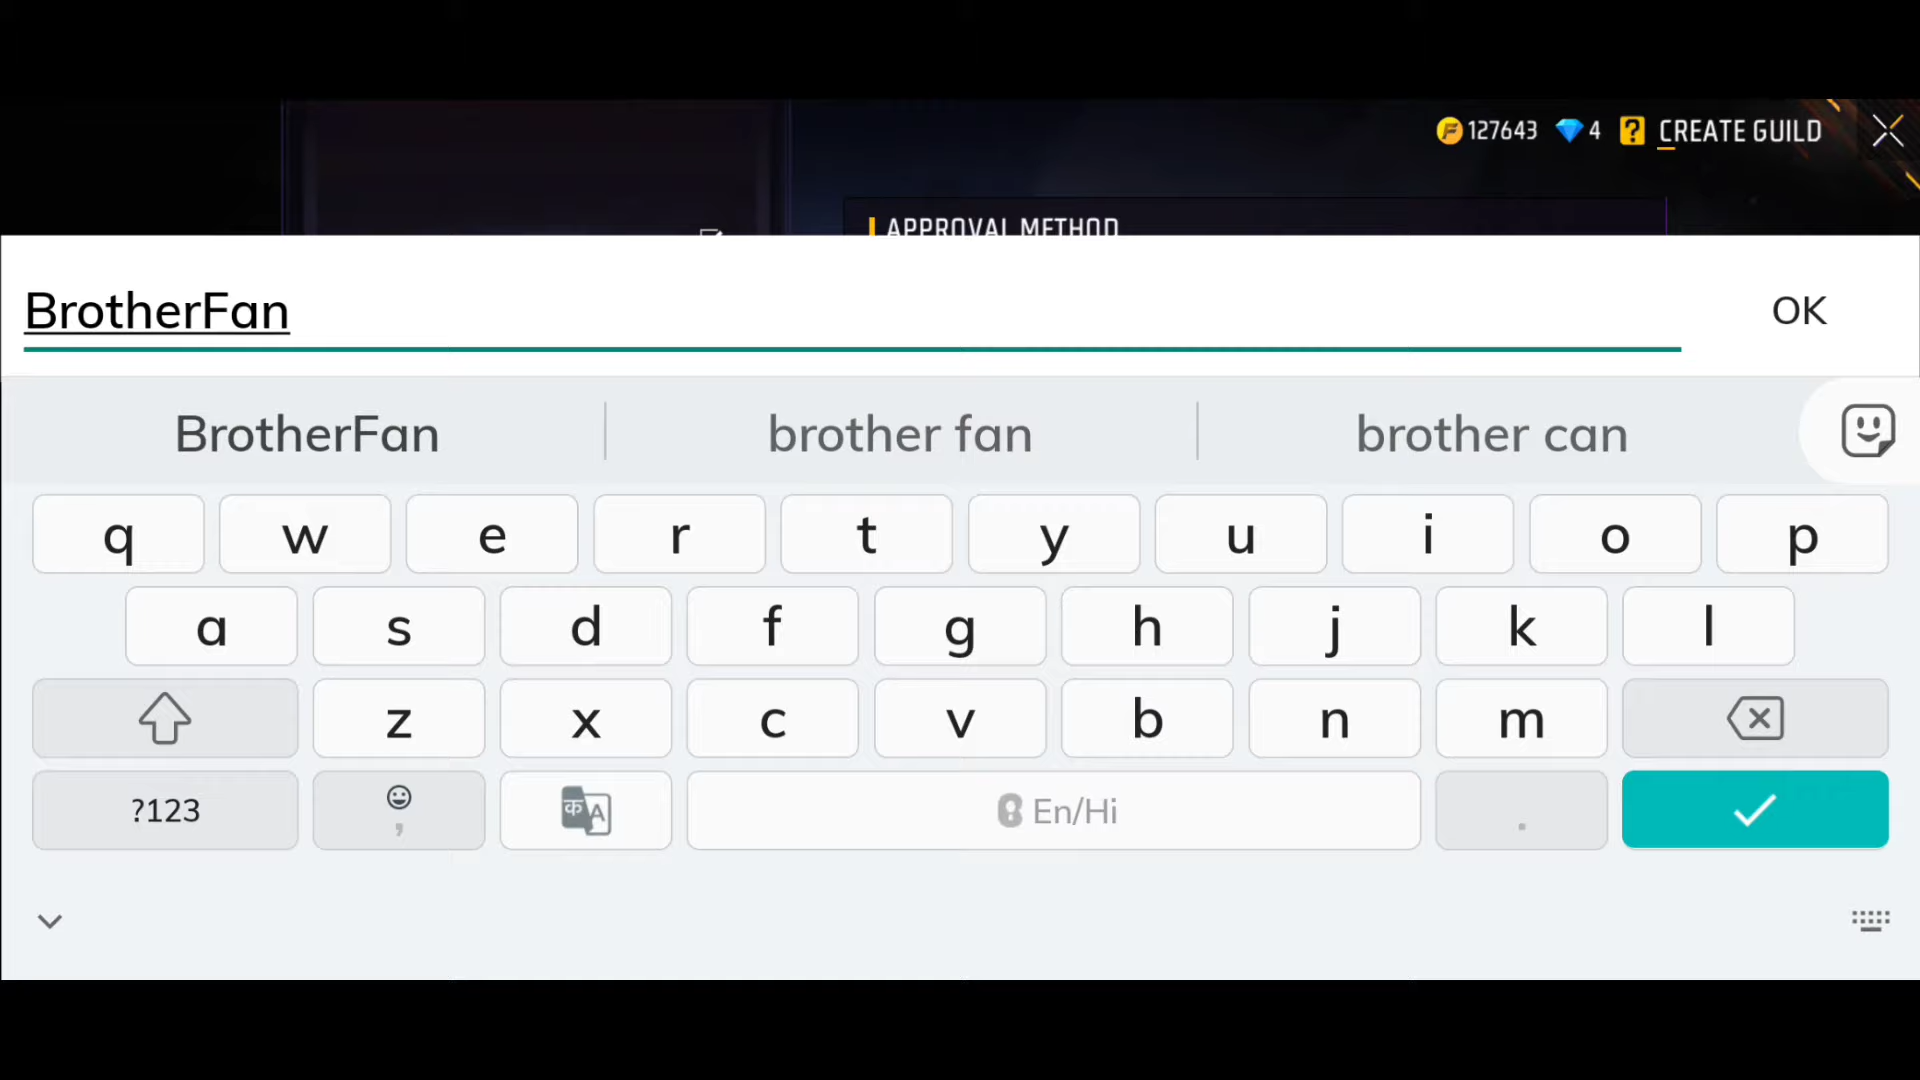 127643 4 ? CREATE GUILD
APPROVAL METHOD
BrotherFan OK
BrotherFan brother fan brother can
q w e r t y u i o p
a s d f g h j k l
z x c v b n m
?123 , क A En/Hi .